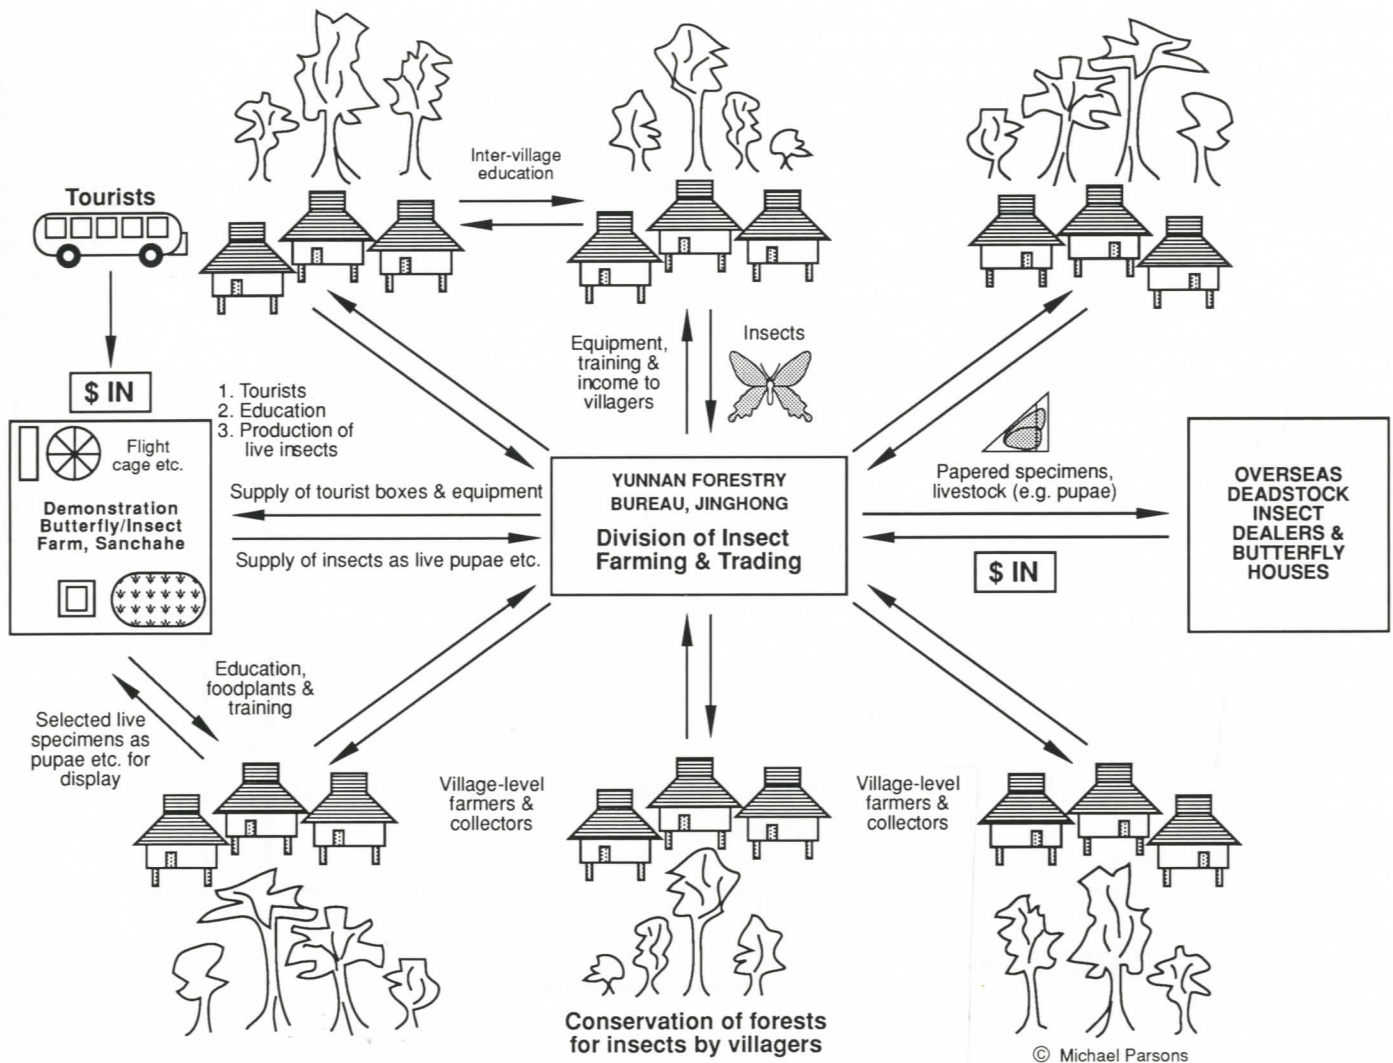 Inter-village
education
Tourists
$ IN
1. Tourists
2. Education
3. Production of
live insects
Equipment,
training &
income to
villagers
Insects
Flight
cage etc.
Demonstration
Butterfly/Insect
Farm, Sanchahe
Supply of tourist boxes & equipment
Supply of insects as live pupae etc.
YUNNAN FORESTRY
BUREAU, JINGHONG
Division of Insect
Farming & Trading
Papered specimens,
livestock (e.g. pupae)
$ IN
OVERSEAS
DEADSTOCK
INSECT
DEALERS &
BUTTERFLY
HOUSES
Education,
foodplants &
training
Selected live
specimens as
pupae etc. for
display
Village-level
farmers &
collectors
Village-level
farmers &
collectors
Conservation of forests
for insects by villagers
© Michael Parsons